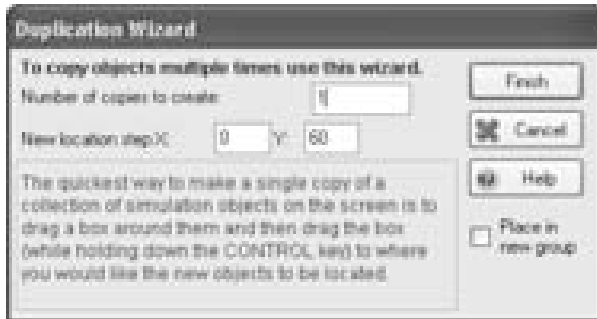 Duplication Wizard
To copy objects multiple times use this wizard.
Number of copies to create: 1
New location step X: 0 Y: 60
The quickest way to make a single copy of a
collection of simulation objects on the screen is to
drag a box around them and then drag the box
(while holding down the CONTROL key) to where
you would like the new objects to be located.
Finish
Cancel
Help
Place in
new group